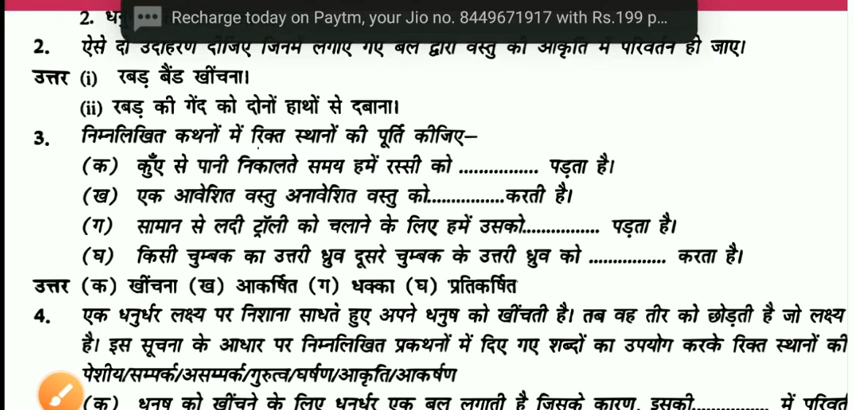 Recharge today on Paytm, your Jio no. 8449671917 with Rs.199 p...
2. धनु
2. ऐसे दो उदाहरण दीजिए जिनमें लगाए गए बल द्वारा वस्तु की आकृति में परिवर्तन हो जाए।
उत्तर (i) रबड़ बैंड खींचना।
(ii) रबड़ की गेंद को दोनों हाथों से दबाना।
3. निम्नलिखित कथनों में रिक्त स्थानों की पूर्ति कीजिए–
(क) कुँए से पानी निकालते समय हमें रस्सी को ................ पड़ता है।
(ख) एक आवेशित वस्तु अनावेशित वस्तु को................करती है।
(ग) सामान से लदी ट्रॉली को चलाने के लिए हमें उसको................ पड़ता है।
(घ) किसी चुम्बक का उत्तरी ध्रुव दूसरे चुम्बक के उत्तरी ध्रुव को ................ करता है।
उत्तर (क) खींचना (ख) आकर्षित (ग) धक्का (घ) प्रतिकर्षित
4. एक धनुर्धर लक्ष्य पर निशाना साधते हुए अपने धनुष को खींचती है। तब वह तीर को छोड़ती है जो लक्ष्य
है। इस सूचना के आधार पर निम्नलिखित प्रकथनों में दिए गए शब्दों का उपयोग करके रिक्त स्थानों की
पेशीय/सम्पर्क/असम्पर्क/गुरुत्व/घर्षण/आकृति/आकर्षण
(क) धनुष को खींचने के लिए धनुर्धर एक बल लगाती है जिसके कारण, इसकी................ में परिवर्त